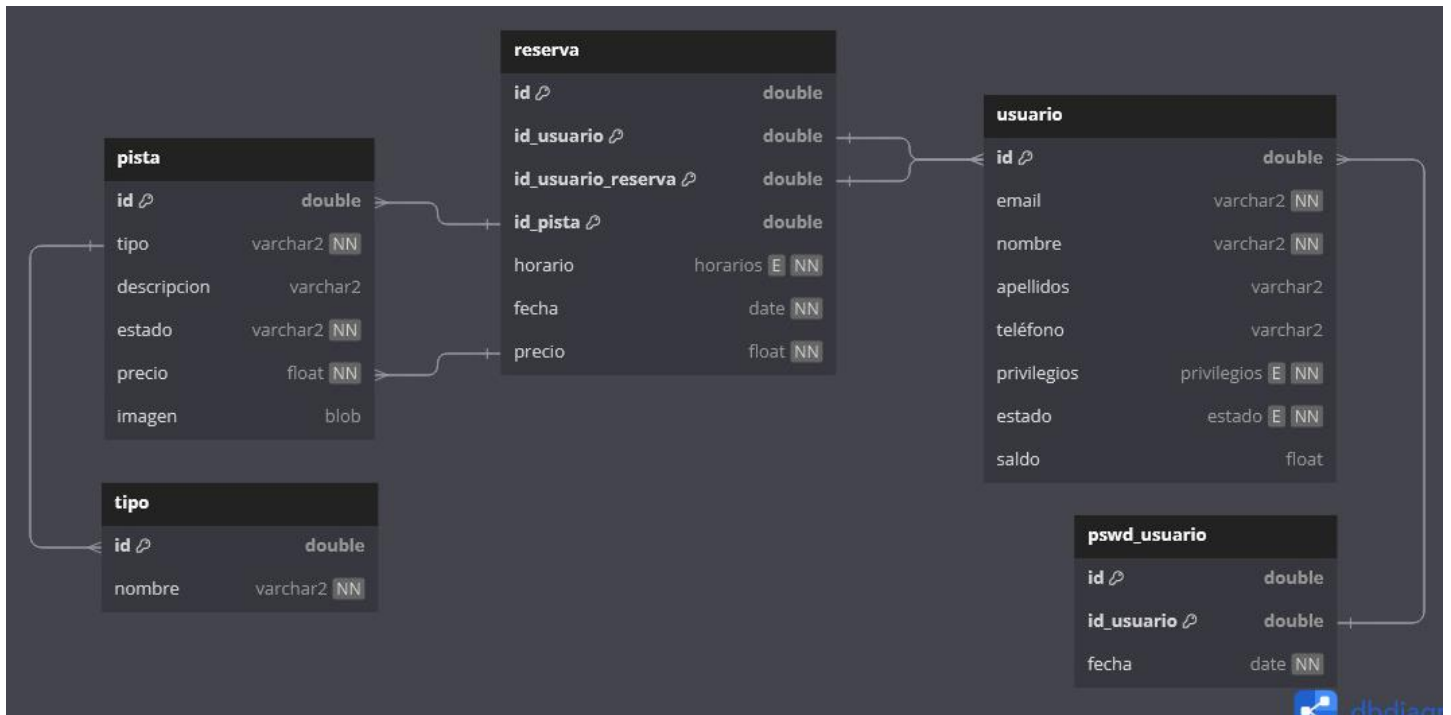 pista
id double
tipo varchar2 NN
descripcion varchar2
estado varchar2 NN
precio float NN
imagen blob
tipo
id double
nombre varchar2 NN
reserva
id double
id_usuario double
id_usuario_reserva double
id_pista double
horario horarios E NN
fecha date NN
precio float NN
usuario
id double
email varchar2 NN
nombre varchar2 NN
apellidos varchar2
teléfono varchar2
privilegios privilegios E NN
estado estado E NN
saldo float
pswd_usuario
id double
id_usuario double
fecha date NN